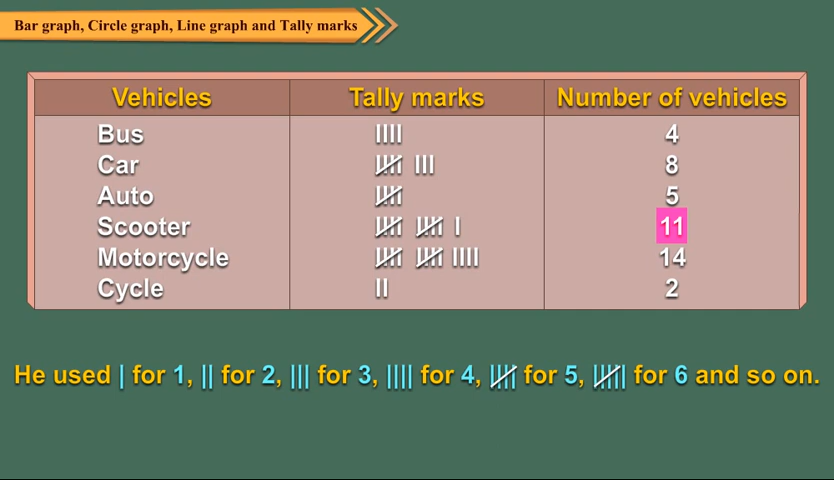 Bar graph, Circle graph, Line graph and Tally marks
Vehicles Tally marks Number of vehicles
Bus |||| 4
Car 𝍸 ||| 8
Auto 𝍸 5
Scooter 𝍸 𝍸 | 11
Motorcycle 𝍸 𝍸 |||| 14
Cycle || 2
He used | for 1, || for 2, ||| for 3, |||| for 4, 𝍸 for 5, 𝍸| for 6 and so on.